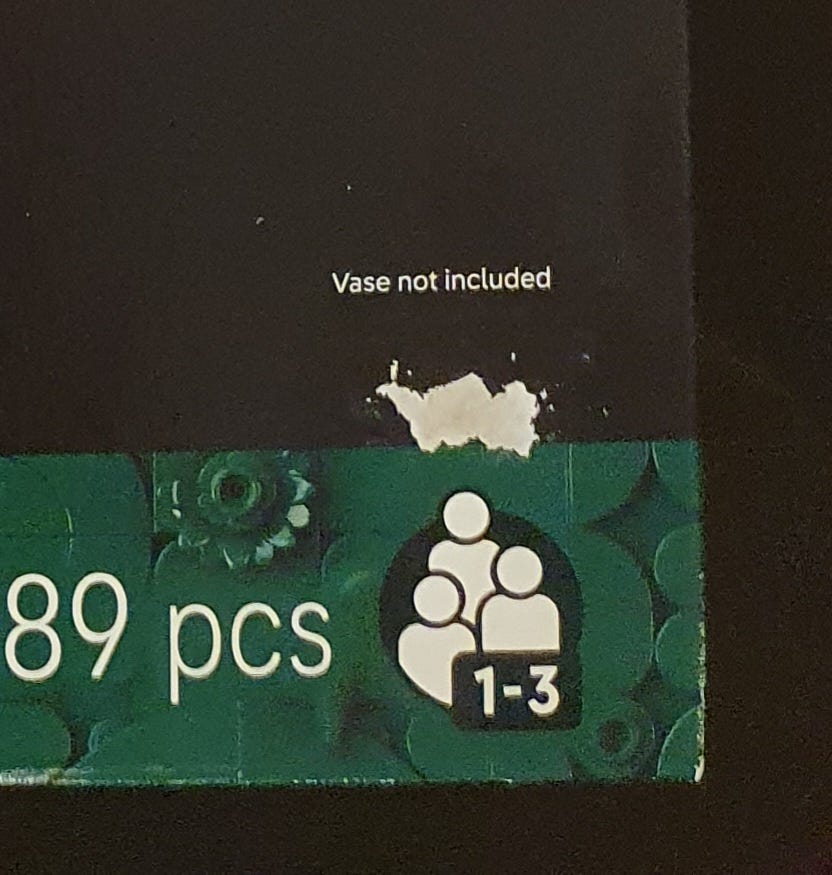 Vase not included
89 pcs
1-3